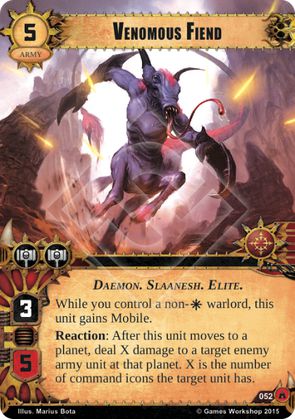 5
ARMY
VENOMOUS FIEND
DAEMON. SLAANESH. ELITE.
3
While you control a non- warlord, this
unit gains Mobile.
5
Reaction: After this unit moves to a
planet, deal X damage to a target enemy
army unit at that planet. X is the number
of command icons the target unit has.
052
Illus. Marius Bota
© Games Workshop 2015